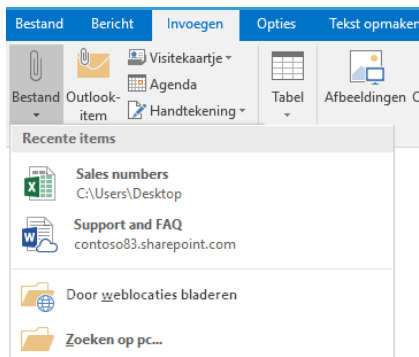 Bestand Bericht Invoegen Opties Tekst opmaken
Visitekaartje
Agenda
Handtekening
Bestand
Outlook-
item
Tabel
Afbeeldingen
Recente items
Sales numbers
C:\Users\Desktop
Support and FAQ
contoso83.sharepoint.com
Door weblocaties bladeren
Zoeken op pc...